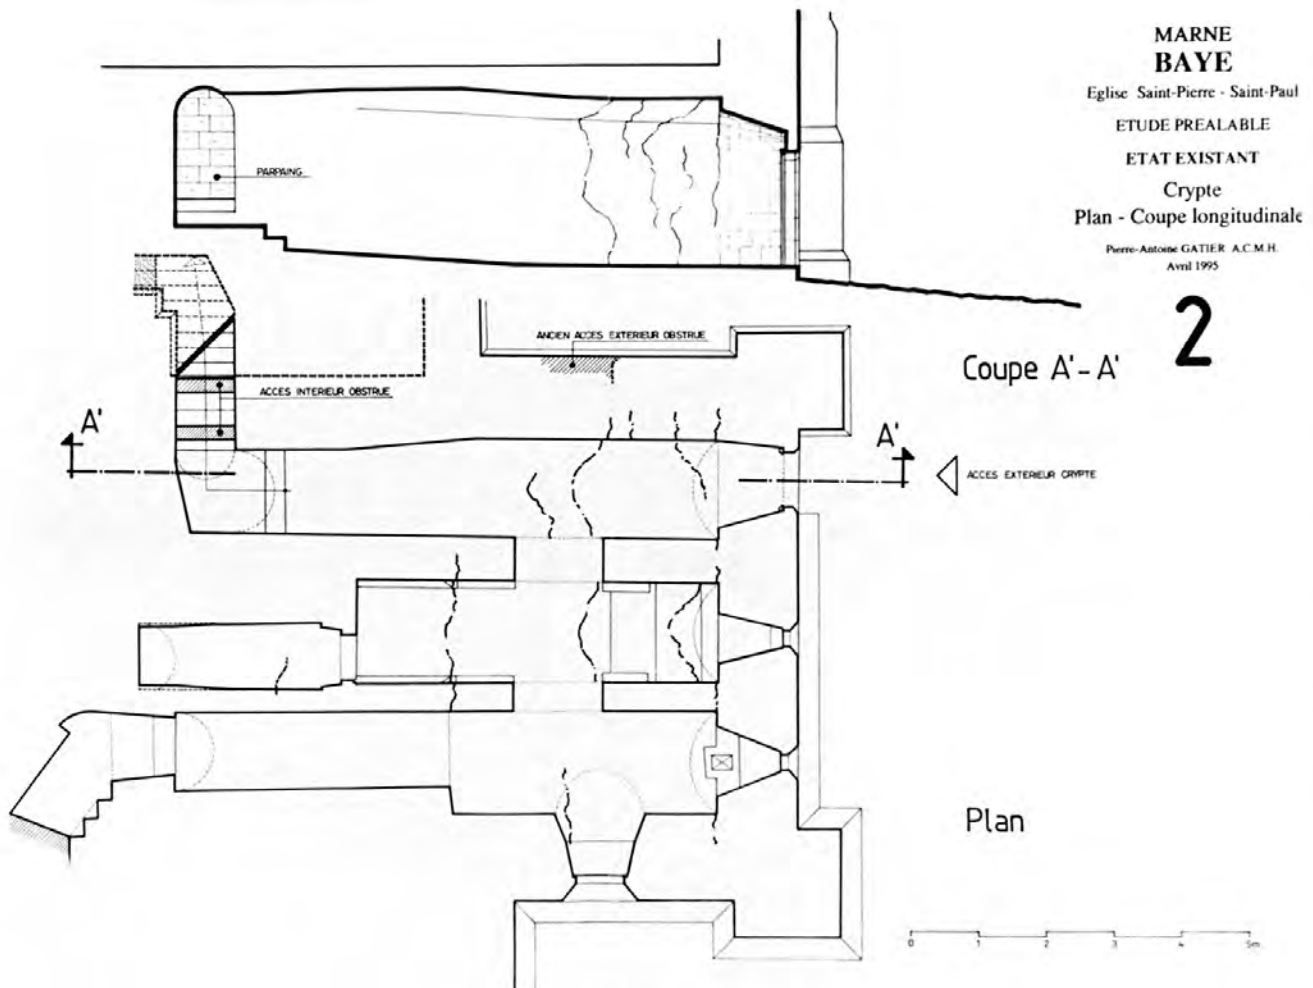 MARNE
BAYE
Eglise Saint-Pierre - Saint-Paul
ETUDE PREALABLE
ETAT EXISTANT
Crypte
Plan - Coupe longitudinale
Pierre-Antoine GATIER A.C.M.H.
Avril 1995
2
PARPAING
ANCIEN ACCES EXTERIEUR OBSTRUE
Coupe A'-A'
ACCES INTERIEUR OBSTRUE
A'
A'
ACCES EXTERIEUR CRYPTE
Plan
0 1 2 3 4 5m